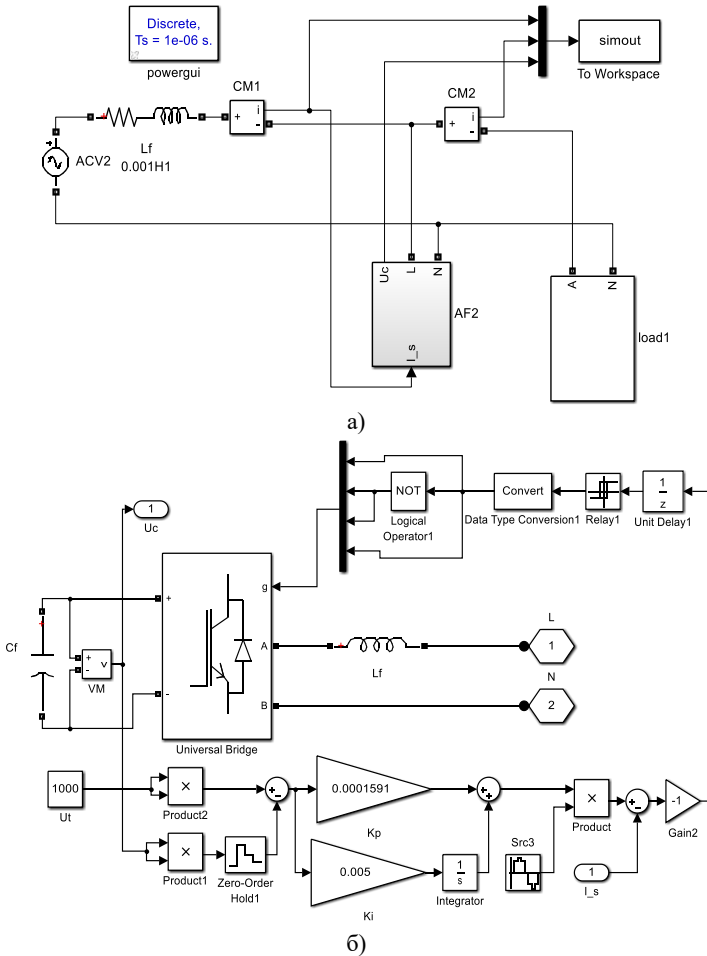 Discrete,
Ts = 1e-06 s.
powergui
simout
To Workspace
CM1
+
i
-
CM2
+
i
-
ACV2
Lf
0.001H1
Uc
L
N
I_s
AF2
A
N
load1
а)
1
Uc
NOT
Logical
Operator1
Convert
Data Type Conversion1
Relay1
1
z
Unit Delay1
Cf
+
-
v
VM
+
-
g
A
B
Universal Bridge
Lf
L
1
N
2
1000
Ut
×
Product2
×
Product1
Zero-Order
Hold1
0.0001591
Kp
0.005
Ki
1
s
Integrator
Src3
×
Product
1
I_s
-1
Gain2
б)